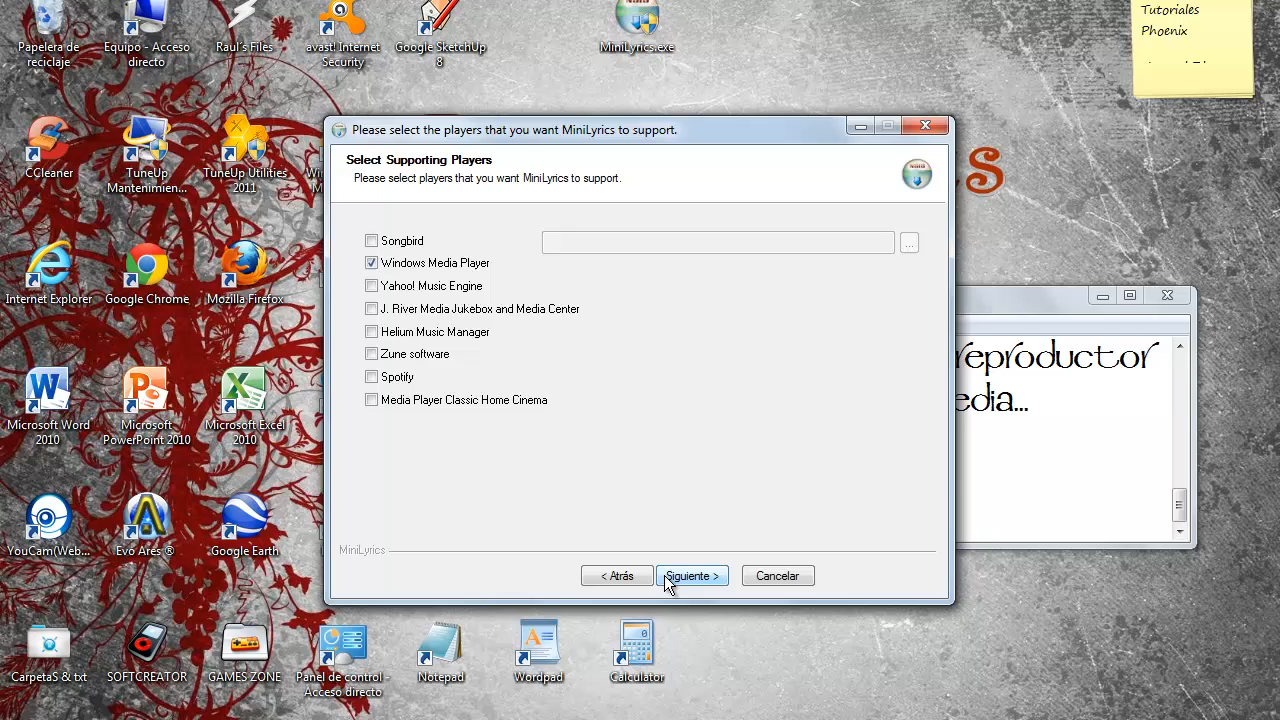 Papelera de
reciclaje
Equipo - Acceso
directo
Raul's Files
avast! Internet
Security
Google SketchUp
8
MiniLyrics.exe
Tutoriales
Phoenix
CCleaner
TuneUp
Mantenimien...
TuneUp Utilities
2011
Internet Explorer
Google Chrome
Mozilla Firefox
Microsoft Word
2010
Microsoft
PowerPoint 2010
Microsoft Excel
2010
YouCam(Web...
Evo Ares ®
Google Earth
CarpetaS & txt
SOFTCREATOR
GAMES ZONE
Panel de control -
Acceso directo
Notepad
Wordpad
Calculator
Please select the players that you want MiniLyrics to support.
Select Supporting Players
Please select players that you want MiniLyrics to support.
Songbird
...
Windows Media Player
Yahoo! Music Engine
J. River Media Jukebox and Media Center
Helium Music Manager
Zune software
Spotify
Media Player Classic Home Cinema
MiniLyrics
< Atrás
Siguiente >
Cancelar
reproductor
edia...